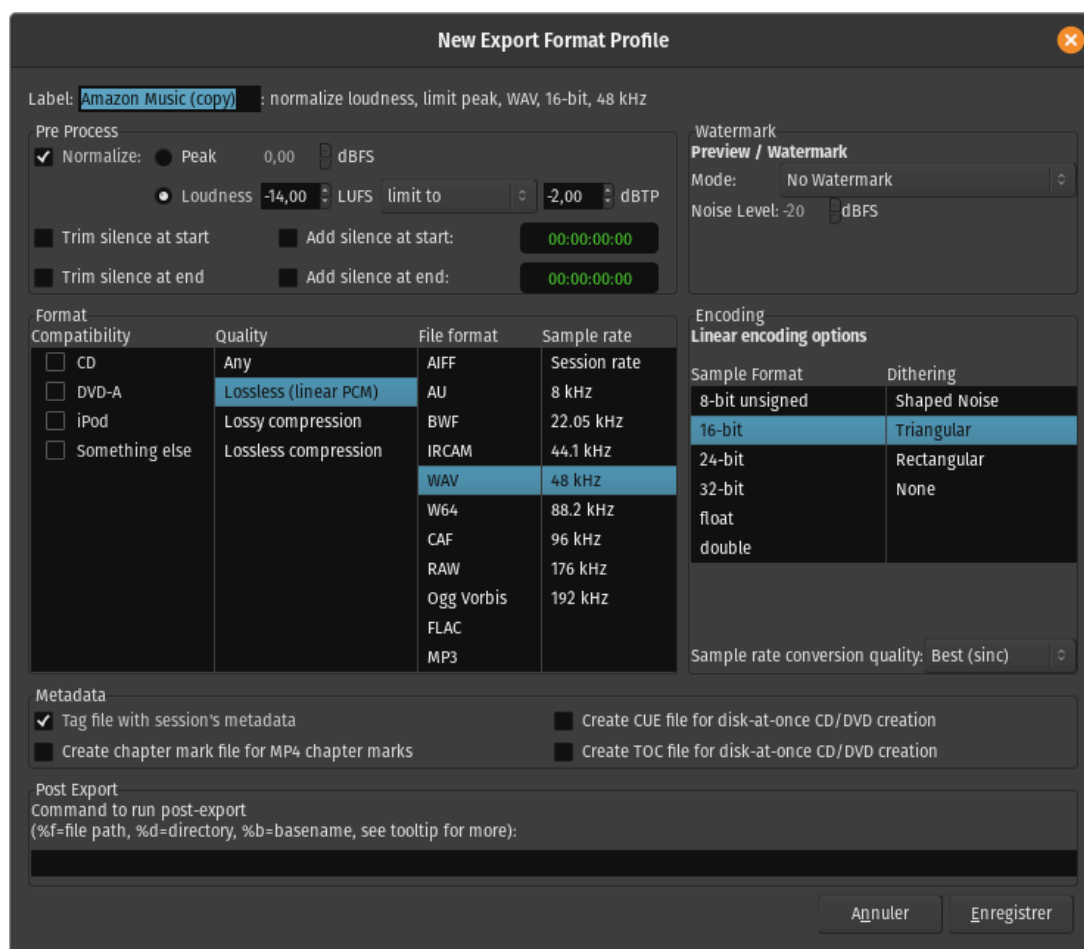 New Export Format Profile
Label: Amazon Music (copy) : normalize loudness, limit peak, WAV, 16-bit, 48 kHz
Pre Process
Normalize: Peak 0,00 dBFS
Loudness -14,00 LUFS limit to -2,00 dBTP
Trim silence at start Add silence at start: 00:00:00:00
Trim silence at end Add silence at end: 00:00:00:00
Watermark
Preview / Watermark
Mode: No Watermark
Noise Level: -20 dBFS
Format
Compatibility Quality File format Sample rate
CD Any AIFF Session rate
DVD-A Lossless (linear PCM) AU 8 kHz
iPod Lossy compression BWF 22.05 kHz
Something else Lossless compression IRCAM 44.1 kHz
WAV 48 kHz
W64 88.2 kHz
CAF 96 kHz
RAW 176 kHz
Ogg Vorbis 192 kHz
FLAC
MP3
Encoding
Linear encoding options
Sample Format Dithering
8-bit unsigned Shaped Noise
16-bit Triangular
24-bit Rectangular
32-bit None
float
double
Sample rate conversion quality: Best (sinc)
Metadata
Tag file with session's metadata Create CUE file for disk-at-once CD/DVD creation
Create chapter mark file for MP4 chapter marks Create TOC file for disk-at-once CD/DVD creation
Post Export
Command to run post-export
(%f=file path, %d=directory, %b=basename, see tooltip for more):
Annuler Enregistrer